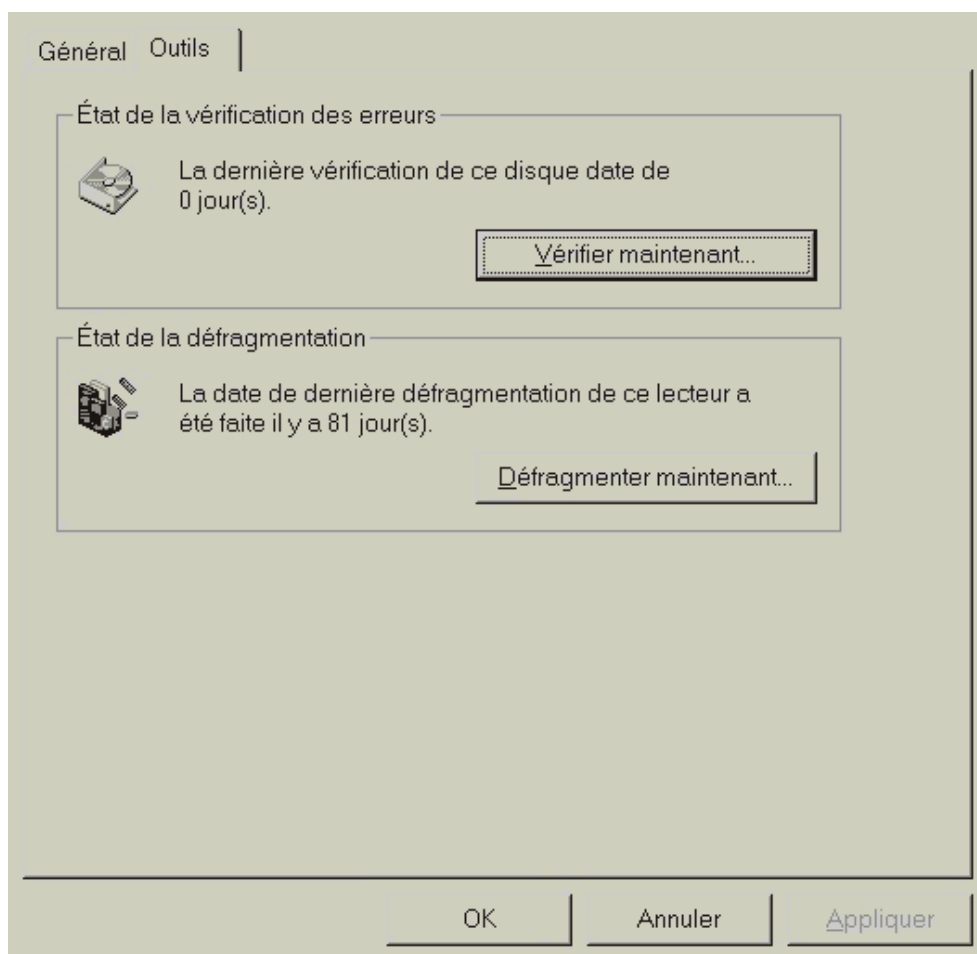 Général Outils
État de la vérification des erreurs
La dernière vérification de ce disque date de
0 jour(s).
Vérifier maintenant...
État de la défragmentation
La date de dernière défragmentation de ce lecteur a
été faite il y a 81 jour(s).
Défragmenter maintenant...
OK Annuler Appliquer